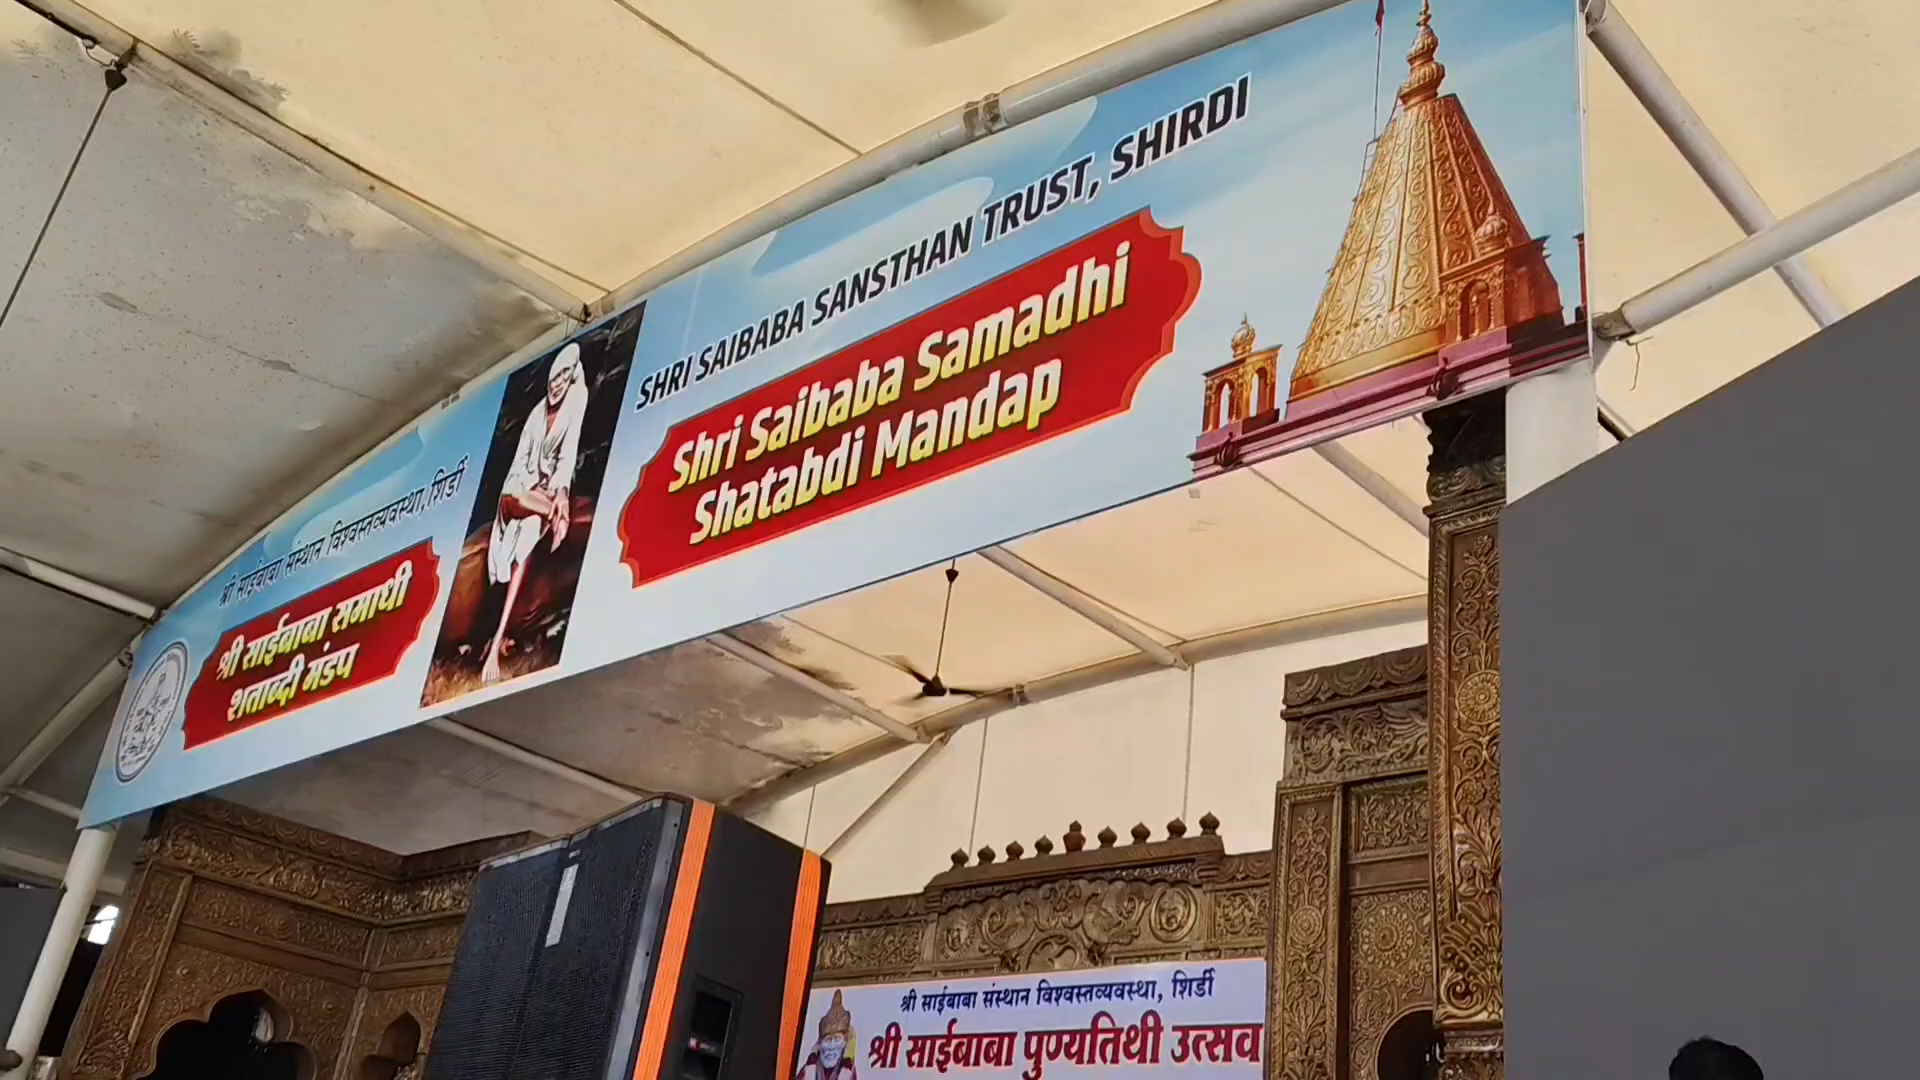 SHRI SAIBABA SANSTHAN TRUST, SHIRDI
Shri Saibaba Samadhi
Shatabdi Mandap
श्री साईबाबा संस्थान विश्वस्तव्यवस्था, शिर्डी
श्री साईबाबा समाधी
शताब्दी मंडप
श्री साईबाबा संस्थान विश्वस्तव्यवस्था, शिर्डी
श्री साईबाबा पुण्यतिथी उत्सव